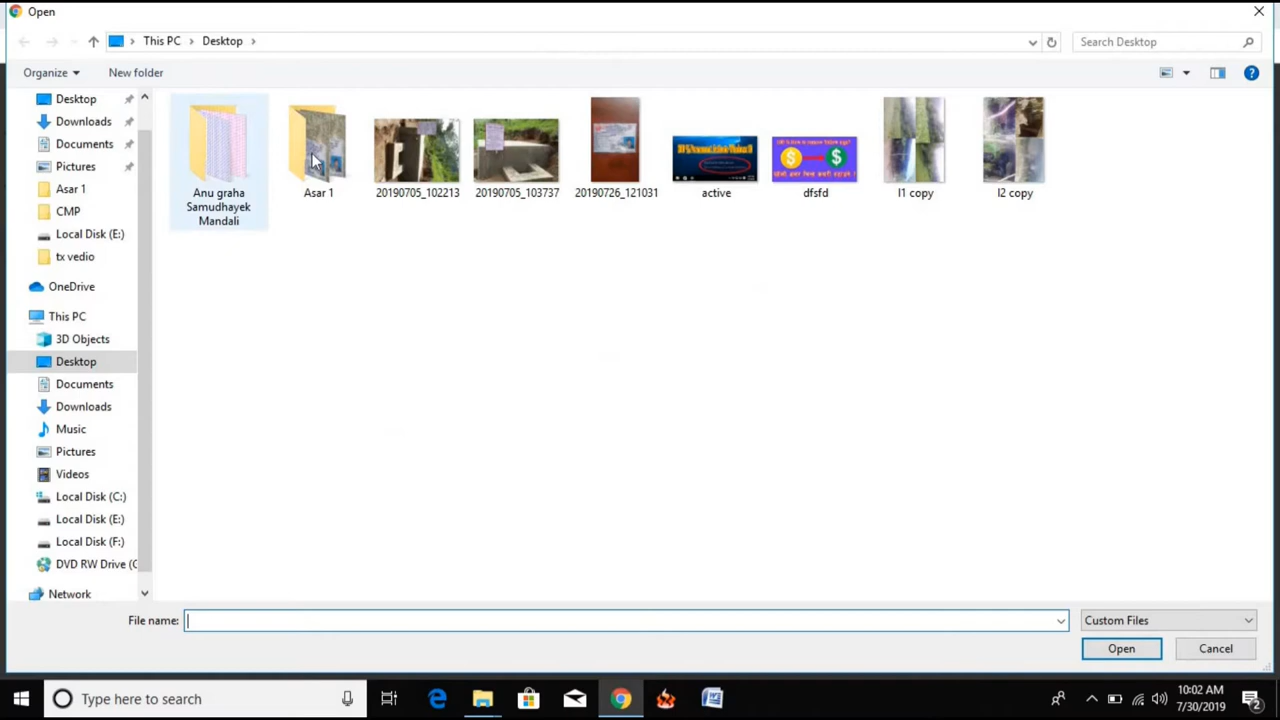 Open
This PC
Desktop
Search Desktop
Organize
New folder
Desktop
Downloads
Documents
Pictures
Asar 1
CMP
Local Disk (E:)
tx vedio
OneDrive
This PC
3D Objects
Desktop
Documents
Downloads
Music
Pictures
Videos
Local Disk (C:)
Local Disk (E:)
Local Disk (F:)
DVD RW Drive (
Network
Anu graha
Samudhayek
Mandali
Asar 1
20190705_102213
20190705_103737
20190726_121031
active
dfsfd
I1 copy
I2 copy
File name:
Custom Files
Open
Cancel
Type here to search
10:02 AM
7/30/2019
2